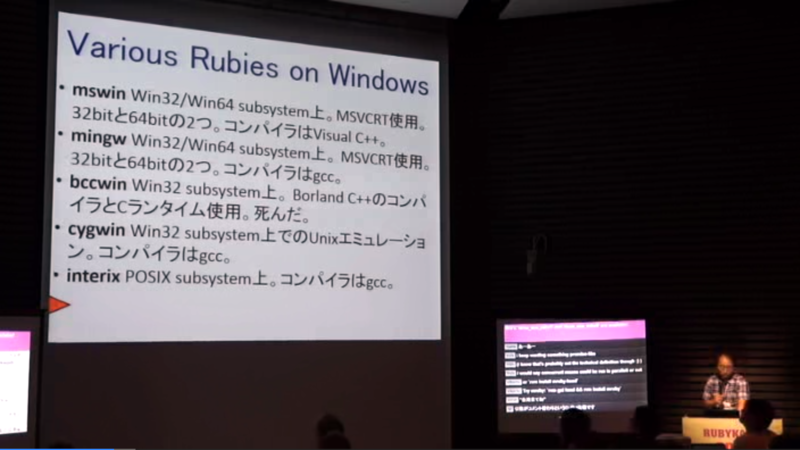 Various Rubies on Windows
• mswin Win32/Win64 subsystem上。MSVCRT使用。
32bitと64bitの2つ。コンパイラはVisual C++。
• mingw Win32/Win64 subsystem上。 MSVCRT使用。
32bitと64bitの2つ。コンパイラはgcc。
• bccwin Win32 subsystem上。 Borland C++のコンパ
イラとCランタイム使用。死んだ。
• cygwin Win32 subsystem上でのUnixエミュレーショ
ン。コンパイラはgcc。
• interix POSIX subsystem上。コンパイラはgcc。
I keep wanting something promise-like
RUBYK